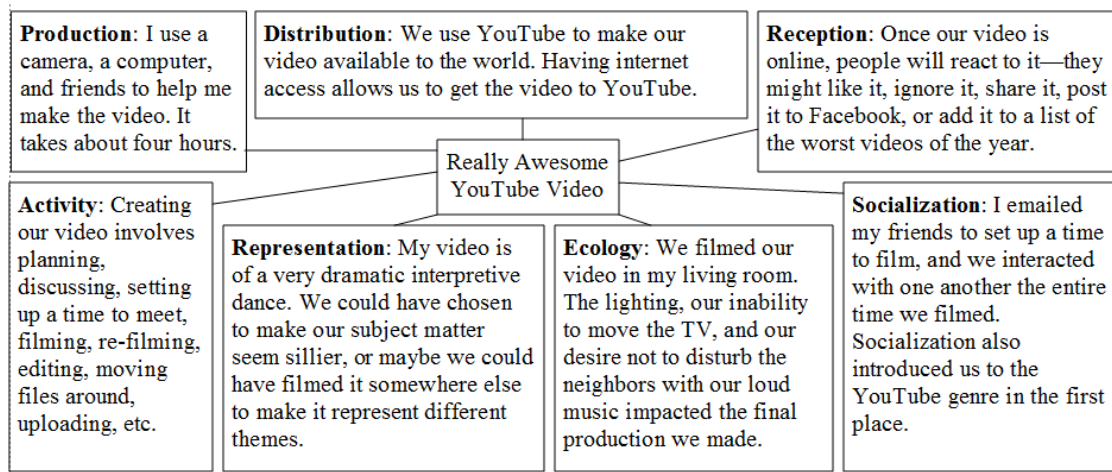 Production: I use a
camera, a computer,
and friends to help me
make the video. It
takes about four hours.
Distribution: We use YouTube to make our
video available to the world. Having internet
access allows us to get the video to YouTube.
Reception: Once our video is
online, people will react to it—they
might like it, ignore it, share it, post
it to Facebook, or add it to a list of
the worst videos of the year.
Really Awesome
YouTube Video
Activity: Creating
our video involves
planning,
discussing, setting
up a time to meet,
filming, re-filming,
editing, moving
files around,
uploading, etc.
Representation: My video is
of a very dramatic interpretive
dance. We could have chosen
to make our subject matter
seem sillier, or maybe we could
have filmed it somewhere else
to make it represent different
themes.
Ecology: We filmed our
video in my living room.
The lighting, our inability
to move the TV, and our
desire not to disturb the
neighbors with our loud
music impacted the final
production we made.
Socialization: I emailed
my friends to set up a time
to film, and we interacted
with one another the entire
time we filmed.
Socialization also
introduced us to the
YouTube genre in the first
place.